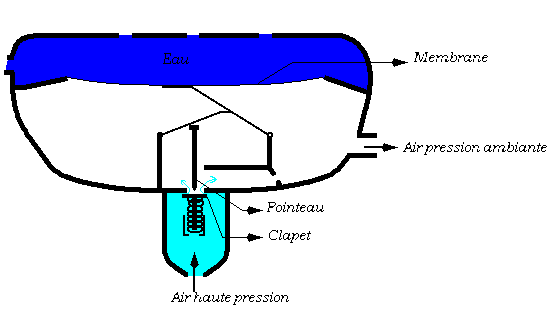 Eau
Membrane
Air pression ambiante
Pointeau
Clapet
Air haute pression